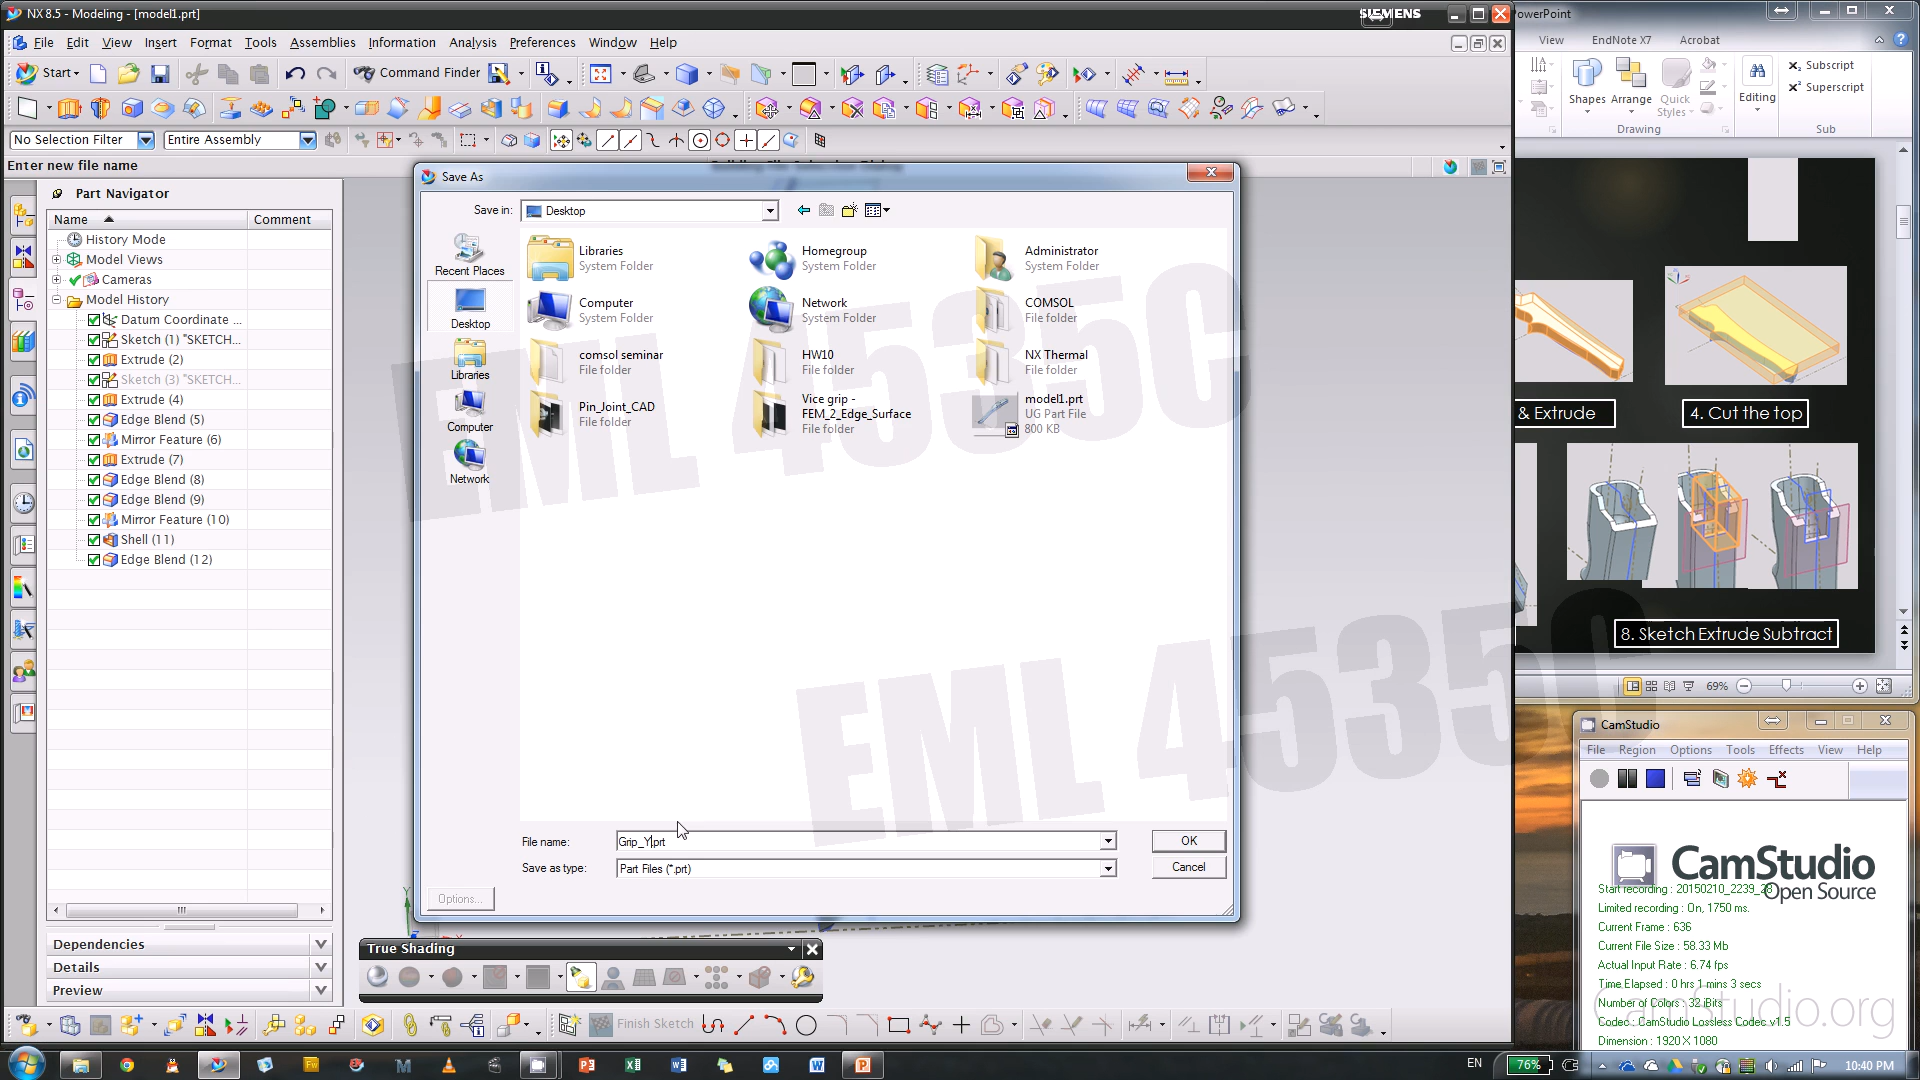 NX 8.5 - Modeling - [model1.prt]
SIEMENS
File Edit View Insert Format Tools Assemblies Information Analysis Preferences Window Help
Start
Command Finder
No Selection Filter
Entire Assembly
Enter new file name
Part Navigator
Name
Comment
History Mode
Model Views
Cameras
Model History
Datum Coordinate ...
Sketch (1) "SKETCH...
Extrude (2)
Sketch (3) "SKETCH...
Extrude (4)
Edge Blend (5)
Mirror Feature (6)
Extrude (7)
Edge Blend (8)
Edge Blend (9)
Mirror Feature (10)
Shell (11)
Edge Blend (12)
Dependencies
Details
Preview
Save As
Save in:
Desktop
Recent Places
Desktop
Libraries
Computer
Network
Libraries
System Folder
Homegroup
System Folder
Administrator
System Folder
Computer
System Folder
Network
System Folder
COMSOL
File folder
comsol seminar
File folder
HW10
File folder
NX Thermal
File folder
Pin_Joint_CAD
File folder
Vice grip -
FEM_2_Edge_Surface
File folder
model1.prt
UG Part File
800 KB
EML 4535C
EML 4535C
File name:
Grip_Y.prt
OK
Save as type:
Part Files (*.prt)
Cancel
Options...
True Shading
Finish Sketch
PowerPoint
View EndNote X7 Acrobat
Shapes Arrange Quick Styles
Editing
Subscript
Superscript
Drawing
Sub
& Extrude
4. Cut the top
8. Sketch Extrude Subtract
69%
CamStudio
File Region Options Tools Effects View Help
CamStudio
Open Source
Start recording : 20150210_2239_28
Limited recording : On, 1750 ms.
Current Frame : 636
Current File Size : 58.33 Mb
Actual Input Rate : 6.74 fps
Time Elapsed : 0 hrs 1 mins 3 secs
Number of Colors : 32 Bits
Codec : CamStudio Lossless Codec v1.5
Dimension : 1920 X 1080
CamStudio.org
EN
76%
10:40 PM